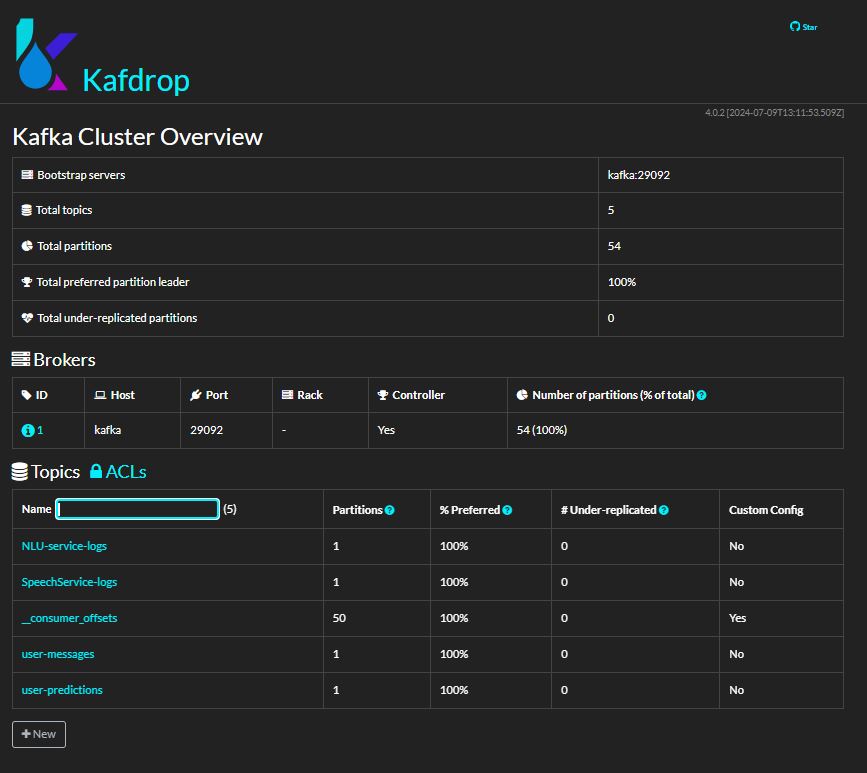 Star
Kafdrop
4.0.2 [2024-07-09T13:11:53.509Z]
Kafka Cluster Overview
Bootstrap servers kafka:29092
Total topics 5
Total partitions 54
Total preferred partition leader 100%
Total under-replicated partitions 0
Brokers
ID Host Port Rack Controller Number of partitions (% of total)
1 kafka 29092 - Yes 54 (100%)
Topics ACLs
Name (5) Partitions % Preferred # Under-replicated Custom Config
NLU-service-logs 1 100% 0 No
SpeechService-logs 1 100% 0 No
__consumer_offsets 50 100% 0 Yes
user-messages 1 100% 0 No
user-predictions 1 100% 0 No
New